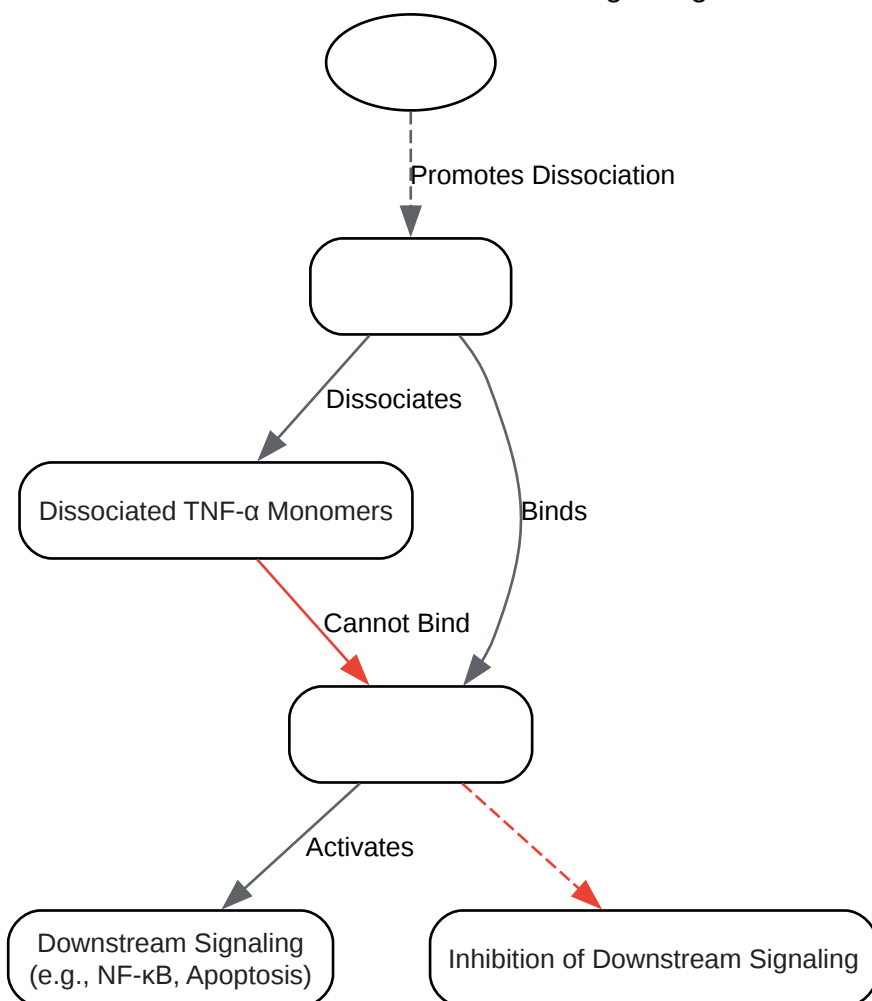 Promotes Dissociation
Dissociates
Dissociated TNF-α Monomers
Binds
Cannot Bind
Activates
Downstream Signaling
(e.g., NF-κB, Apoptosis)
Inhibition of Downstream Signaling